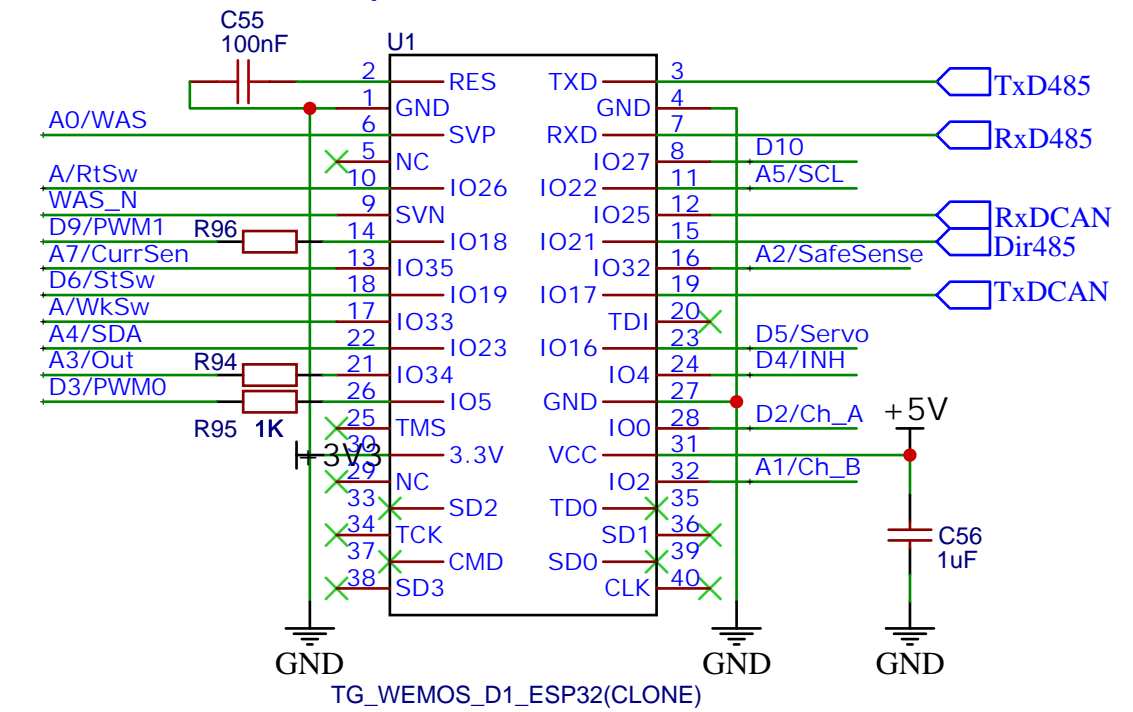 C55
100nF
U1
2 RES TXD 3 TxD485
1 GND GND 4
A0/WAS 6 SVP RXD 7 RxD485
5 NC IO27 8 D10
A/RtSw 10 IO26 IO22 11 A5/SCL
WAS_N 9 SVN IO25 12 RxDCAN
D9/PWM1 R96 14 IO18 IO21 15 Dir485
A7/CurrSen 13 IO35 IO32 16 A2/SafeSense
D6/StSw 18 IO19 IO17 19 TxDCAN
A/WkSw 17 IO33 TDI 20
A4/SDA 22 IO23 IO16 23 D5/Servo
A3/Out R94 21 IO34 IO4 24 D4/INH
D3/PWM0 26 IO5 GND 27
R95 1K 25 TMS IO0 28 D2/Ch_A +5V
+3V3 30 3.3V VCC 31
29 NC IO2 32 A1/Ch_B
33 SD2 TD0 35
34 TCK SD1 36 C56
37 CMD SD0 39 1uF
38 SD3 CLK 40
GND GND GND
TG_WEMOS_D1_ESP32(CLONE)